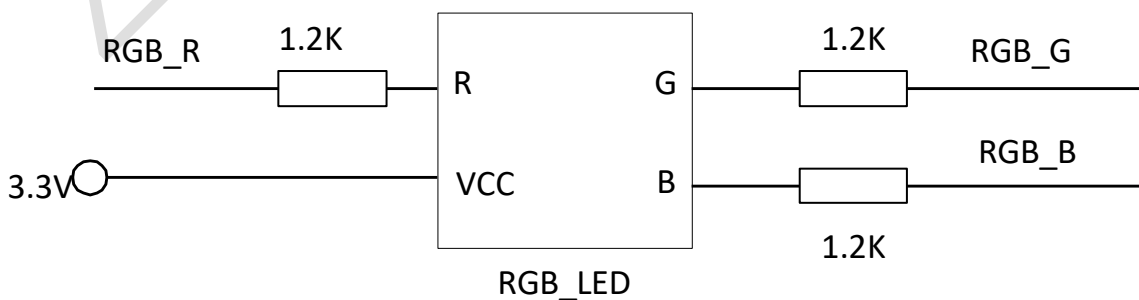 RGB_R
1.2K
1.2K
RGB_G
R
G
RGB_B
3.3V
VCC
B
1.2K
RGB_LED